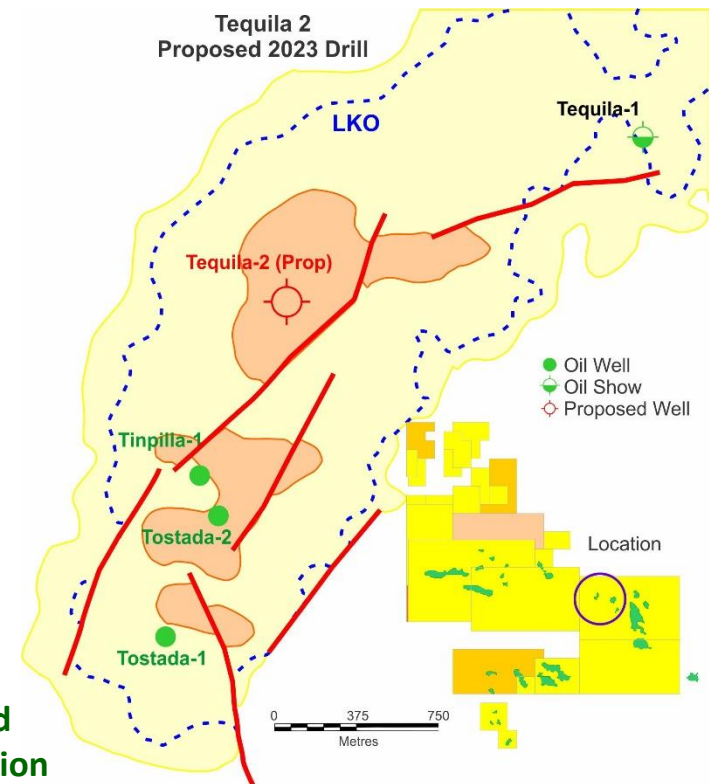 Tequila 2
Proposed 2023 Drill
Tequila-1
LKO
Tequila-2 (Prop)
Oil Well
Oil Show
Proposed Well
Tinpilla-1
Tostada-2
Location
Tostada-1
0 375 750
Metres
d
ion